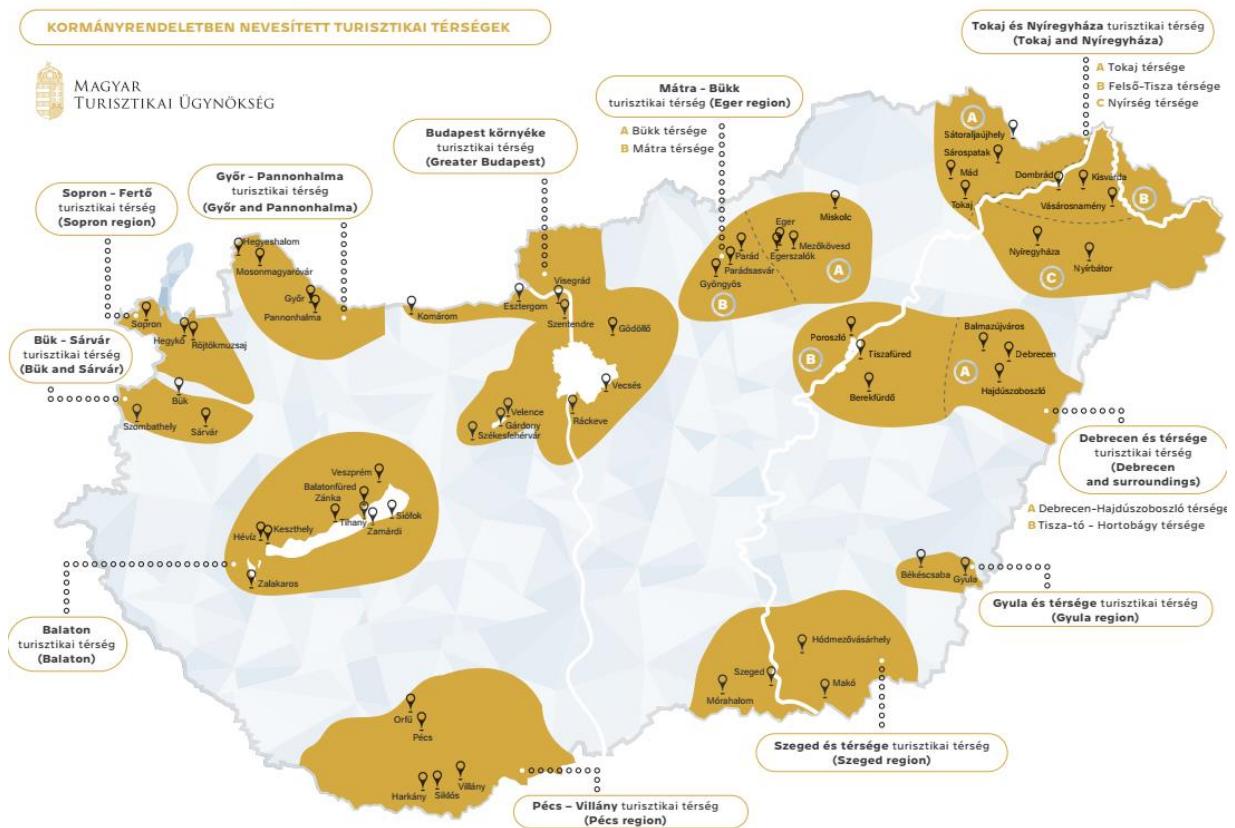 KORMÁNYRENDELETBEN NEVESÍTETT TURISZTIKAI TÉRSÉGEK
MAGYAR
TURISZTIKAI ÜGYNÖKSÉG
Tokaj és Nyíregyháza turisztikai térség
(Tokaj and Nyíregyháza)
A Tokaj térsége
B Felső-Tisza térsége
C Nyírség térsége
Mátra - Bükk
turisztikai térség (Eger region)
A Bükk térsége
B Mátra térsége
Budapest környéke
turisztikai térség
(Greater Budapest)
Győr - Pannonhalma
turisztikai térség
(Győr and Pannonhalma)
Sopron - Fertő
turisztikai térség
(Sopron region)
Bük - Sárvár
turisztikai térség
(Bük and Sárvár)
A
Sátoraljaújhely
Sárospatak
Mád
Tokaj
Dombrád
Kisvárda
Vásárosnamény
B
Nyíregyháza
Nyírbátor
C
Miskolc
Eger
Mezőkövesd
Egerszalók
Parád
Parádsasvár
Gyöngyös
A
B
Hegyeshalom
Mosonmagyaróvár
Győr
Pannonhalma
Komárom
Esztergom
Visegrád
Szentendre
Gödöllő
Vecsés
Ráckeve
Velence
Gárdony
Székesfehérvár
Sopron
Hegykő
Röjtökmuzsaj
Bük
Szombathely
Sárvár
Poroszló
Tiszafüred
Berekfürdő
B
Balmazújváros
Debrecen
Hajdúszoboszló
A
Debrecen és térsége
turisztikai térség
(Debrecen
and surroundings)
A Debrecen-Hajdúszoboszló térsége
B Tisza-tó - Hortobágy térsége
Veszprém
Balatonfüred
Zánka
Tihany
Siófok
Zamárdi
Hévíz
Keszthely
Zalakaros
Balaton
turisztikai térség
(Balaton)
Békéscsaba
Gyula
Gyula és térsége turisztikai térség
(Gyula region)
Hódmezővásárhely
Szeged
Makó
Mórahalom
Szeged és térsége turisztikai térség
(Szeged region)
Orfű
Pécs
Harkány
Siklós
Villány
Pécs - Villány turisztikai térség
(Pécs region)